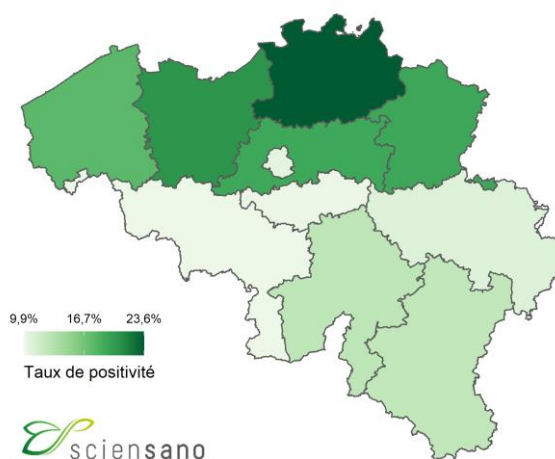 9,9% 16,7% 23,6%
Taux de positivité
sciensano